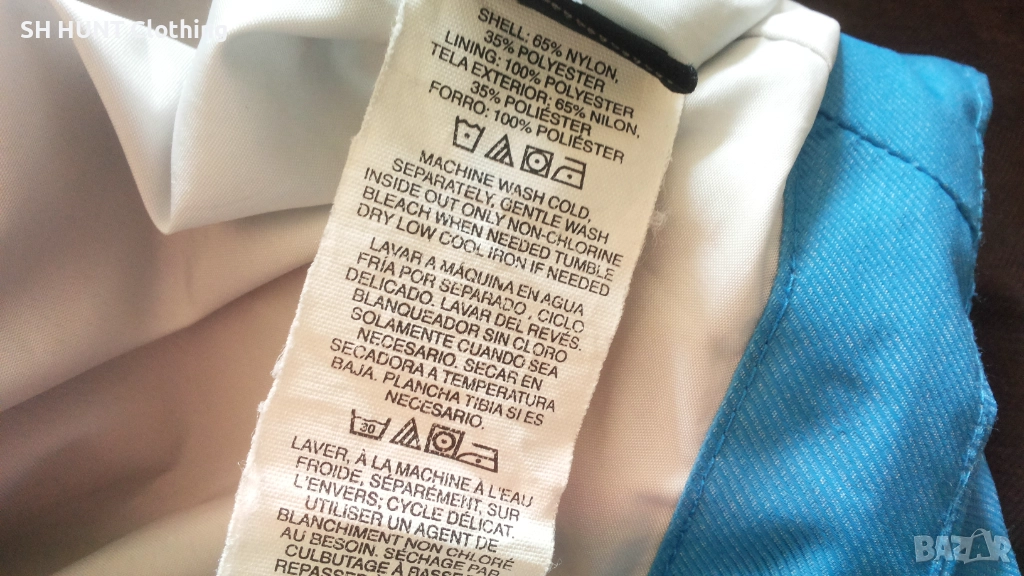 SH HUNT Clothing
SHELL: 65% NYLON,
35% POLYESTER
LINING: 100% POLYESTER
TELA EXTERIOR: 65% NILON,
35% POLIESTER
FORRO: 100% POLIESTER
MACHINE WASH COLD,
SEPARATELY, GENTLE WASH
INSIDE OUT ONLY NON-CHLORINE
BLEACH WHEN NEEDED TUMBLE
DRY LOW COOL IRON IF NEEDED
LAVAR A MÁQUINA EN AGUA
FRÍA POR SEPARADO, CICLO
DELICADO. LAVAR DEL REVES.
BLANQUEADOR SIN CLORO
SOLAMENTE CUANDO SEA
NECESARIO. SECAR EN
SECADORA A TEMPERATURA
BAJA. PLANCHA TIBIA SI ES
NECESARIO.
30
LAVER, À LA MACHINE À L'EAU
FROIDE, SÉPARÉMENT, SUR
L'ENVERS: CYCLE DÉLICAT.
UTILISER UN AGENT DE
BLANCHIMENT NON CHLORÉ
AU BESOIN. SÉCHAGE PAR
CULBUTAGE À BASSE
REPASSER
BAZAR